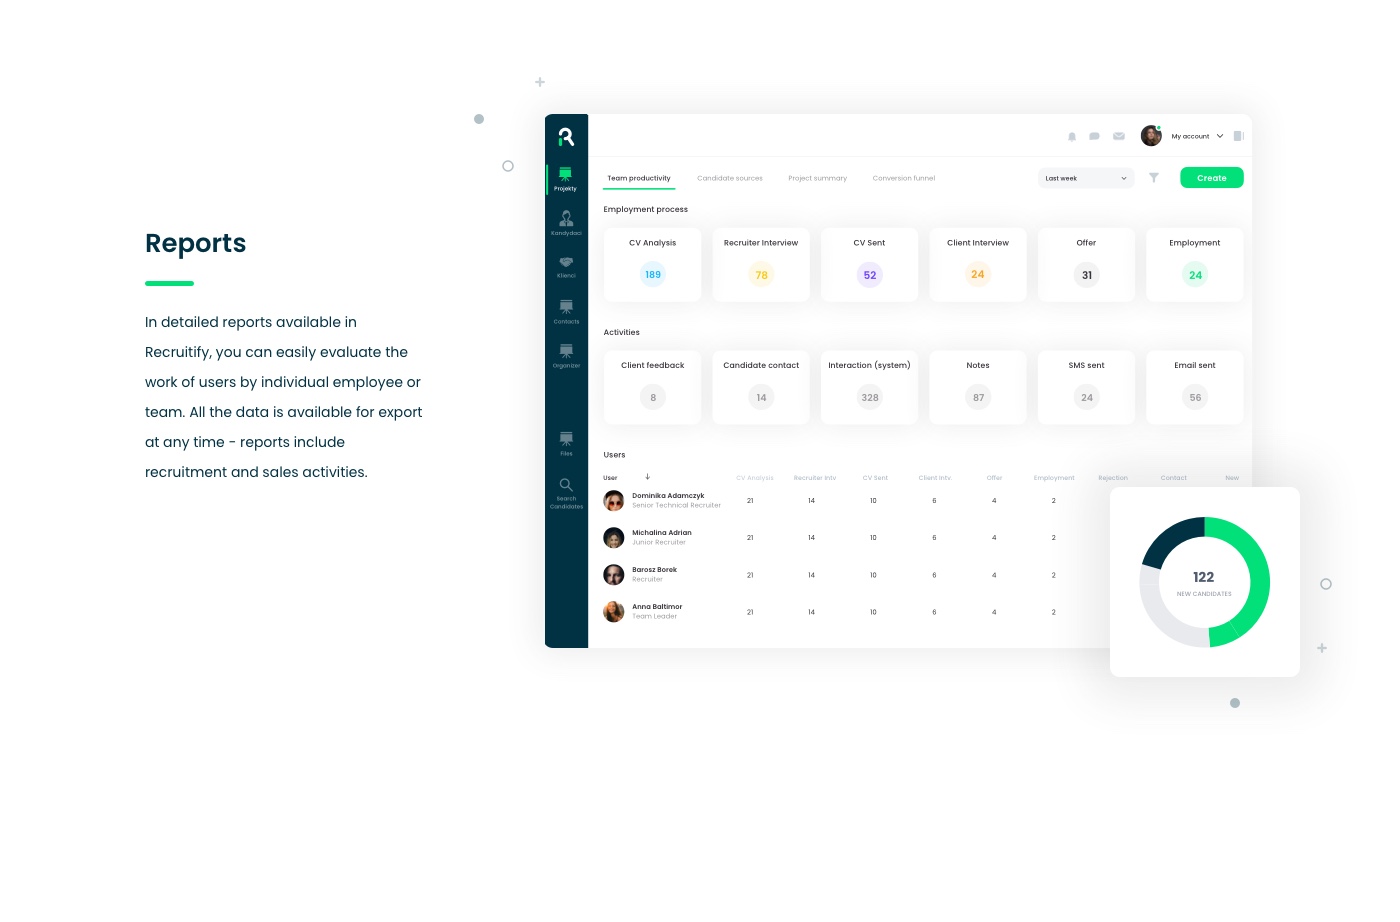 Reports
In detailed reports available in
Recruitify, you can easily evaluate the
work of users by individual employee or
team. All the data is available for export
at any time - reports include
recruitment and sales activities.
R
My account
Projekty
Kandydaci
Klienci
Contacts
Organizer
Files
Search
Candidates
Team productivity Candidate sources Project summary Conversion funnel Last week Create
Employment process
CV Analysis Recruiter Interview CV Sent Client Interview Offer Employment
189 78 52 24 31 24
Activities
Client feedback Candidate contact Interaction (system) Notes SMS sent Email sent
8 14 328 87 24 56
Users
User CV Analysis Recruiter Intv CV Sent Client Intv. Offer Employment Rejection Contact New
Dominika Adamczyk
Senior Technical Recruiter
21 14 10 6 4 2
Michalina Adrian
Junior Recruiter
21 14 10 6 4 2
Barosz Borek
Recruiter
21 14 10 6 4 2
Anna Baltimor
Team Leader
21 14 10 6 4 2
122
NEW CANDIDATES